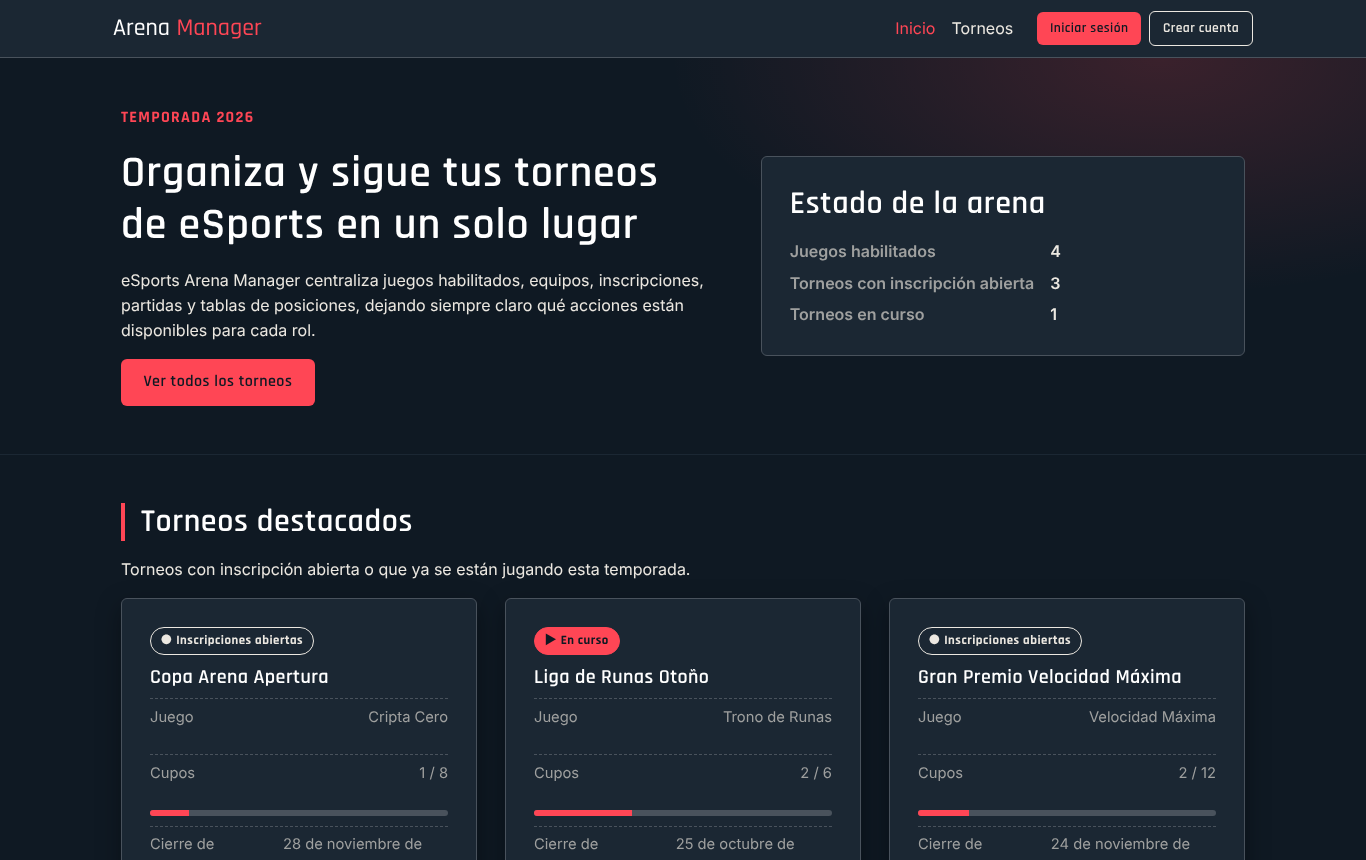 Arena Manager
Inicio
Torneos
Iniciar sesión
Crear cuenta
TEMPORADA 2026
Organiza y sigue tus torneos
de eSports en un solo lugar
eSports Arena Manager centraliza juegos habilitados, equipos, inscripciones,
partidas y tablas de posiciones, dejando siempre claro qué acciones están
disponibles para cada rol.
Ver todos los torneos
Estado de la arena
Juegos habilitados 4
Torneos con inscripción abierta 3
Torneos en curso 1
Torneos destacados
Torneos con inscripción abierta o que ya se están jugando esta temporada.
Inscripciones abiertas
Copa Arena Apertura
Juego Cripta Cero
Cupos 1 / 8
Cierre de 28 de noviembre de
En curso
Liga de Runas Otoño
Juego Trono de Runas
Cupos 2 / 6
Cierre de 25 de octubre de
Inscripciones abiertas
Gran Premio Velocidad Máxima
Juego Velocidad Máxima
Cupos 2 / 12
Cierre de 24 de noviembre de